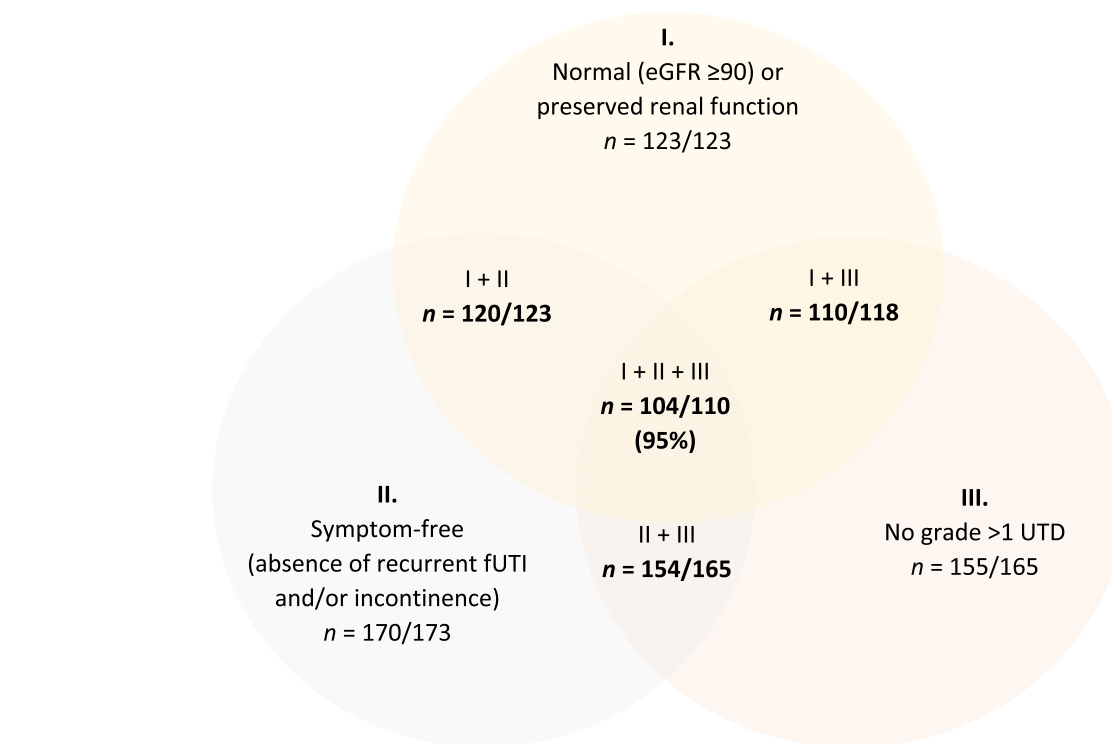 I.
Normal (eGFR ≥90) or
preserved renal function
n = 123/123
I + II
n = 120/123
I + III
n = 110/118
I + II + III
n = 104/110
(95%)
II.
Symptom-free
(absence of recurrent fUTI
and/or incontinence)
n = 170/173
II + III
n = 154/165
III.
No grade >1 UTD
n = 155/165